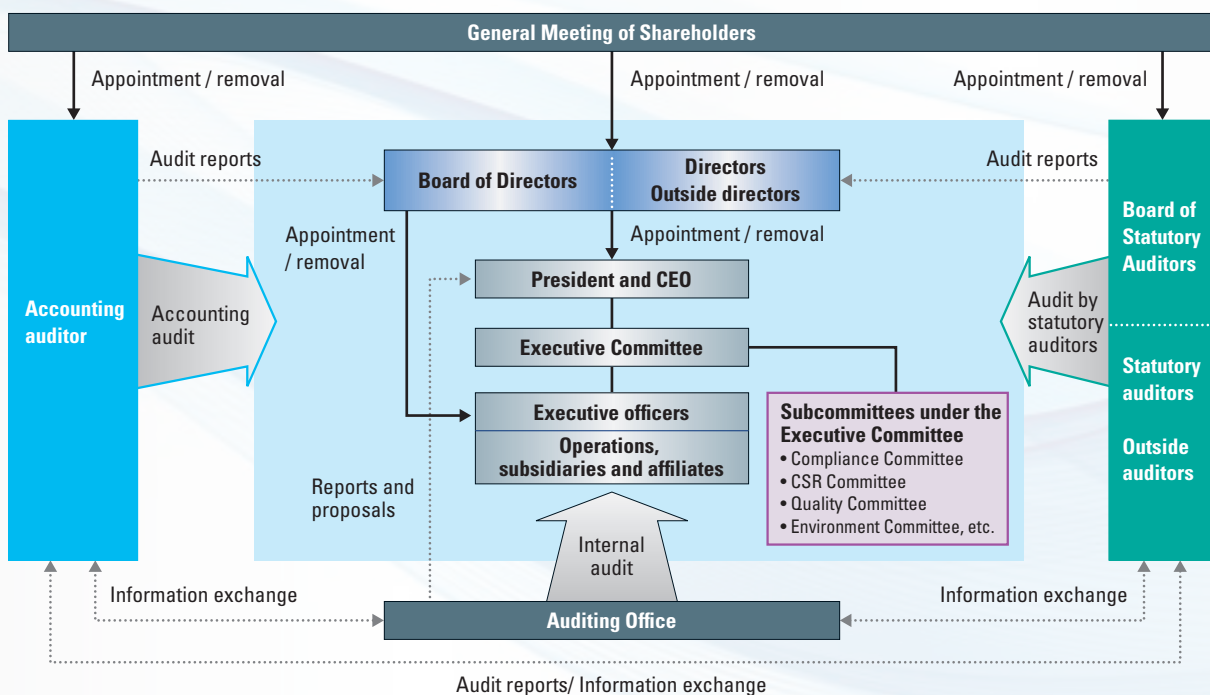 General Meeting of Shareholders
Appointment / removal
Appointment / removal
Appointment / removal
Audit reports
Board of Directors
Directors
Outside directors
Audit reports
Accounting
auditor
Accounting
audit
Appointment
/ removal
Appointment / removal
President and CEO
Executive Committee
Executive officers
Operations,
subsidiaries and affiliates
Reports and
proposals
Subcommittees under the
Executive Committee
• Compliance Committee
• CSR Committee
• Quality Committee
• Environment Committee, etc.
Audit by
statutory
auditors
Board of
Statutory
Auditors
Statutory
auditors
Outside
auditors
Internal
audit
Information exchange
Auditing Office
Information exchange
Audit reports/ Information exchange